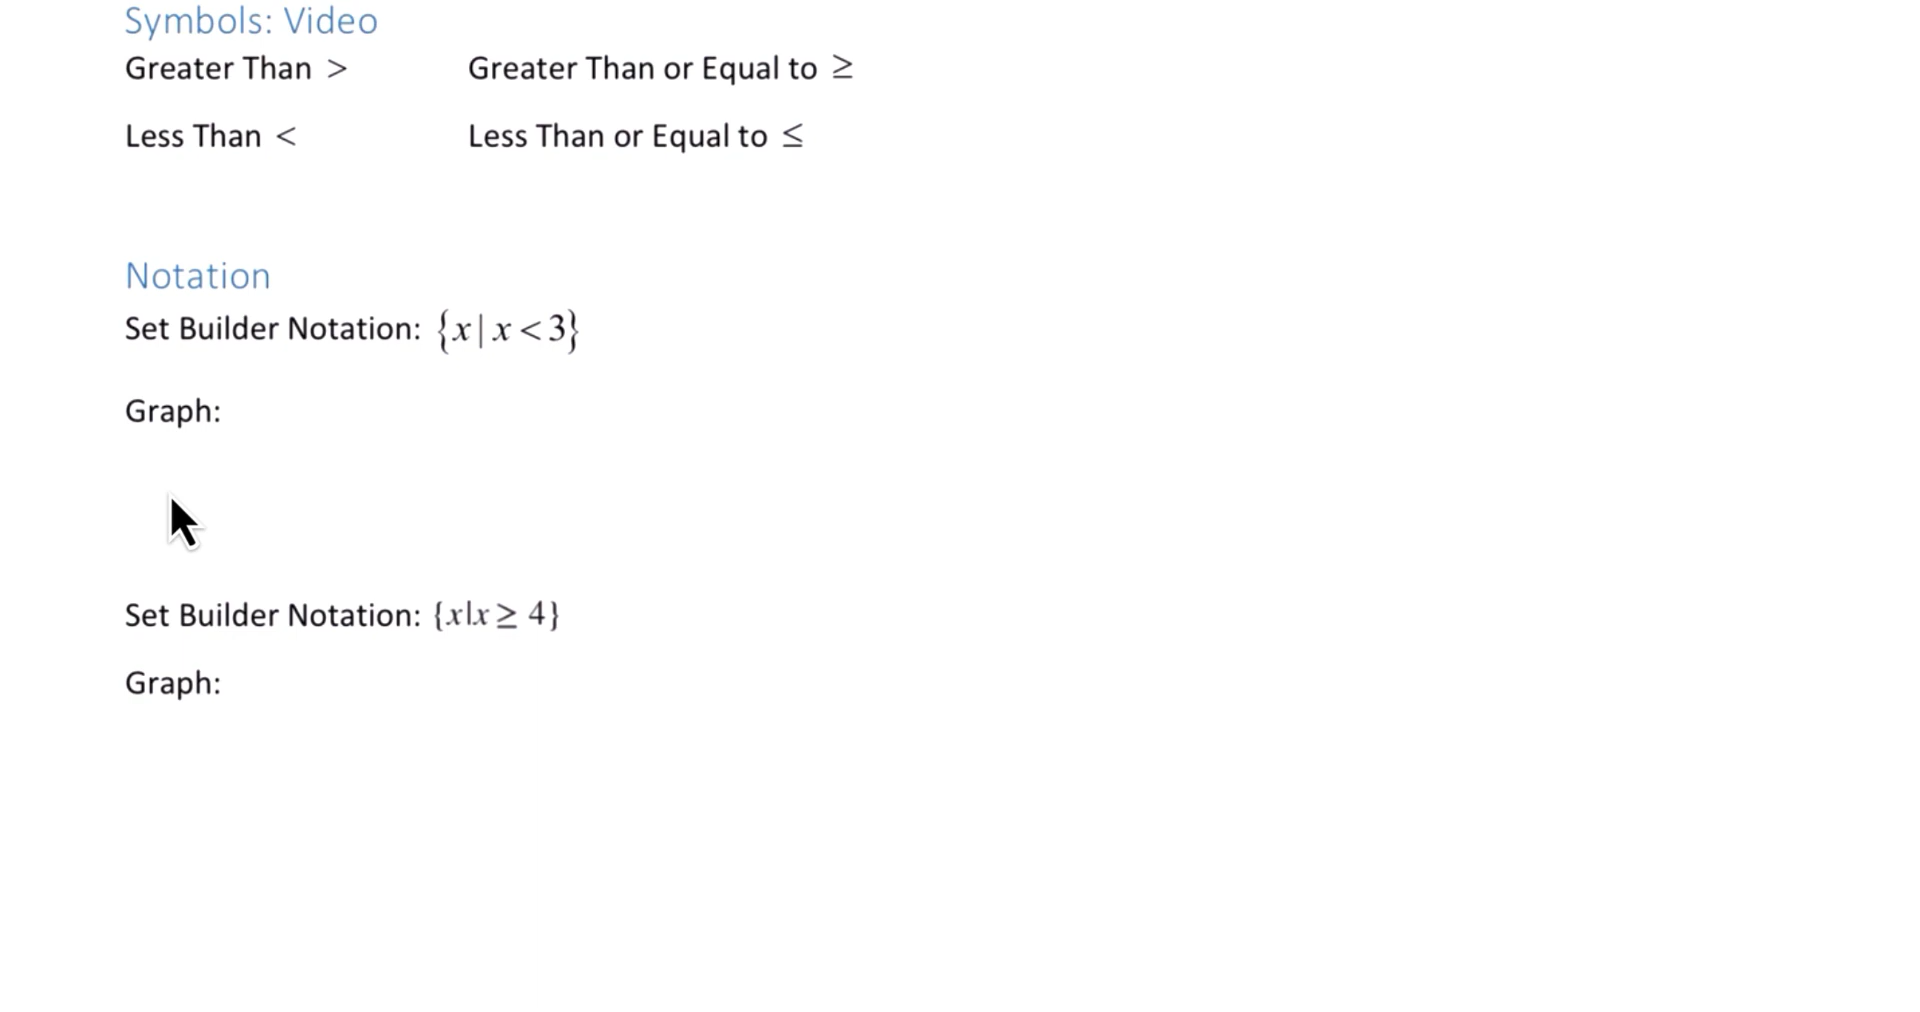 Symbols: Video
Greater Than > Greater Than or Equal to ≥
Less Than < Less Than or Equal to ≤
Notation
Set Builder Notation: {x | x < 3}
Graph:
Set Builder Notation: {x|x ≥ 4}
Graph: